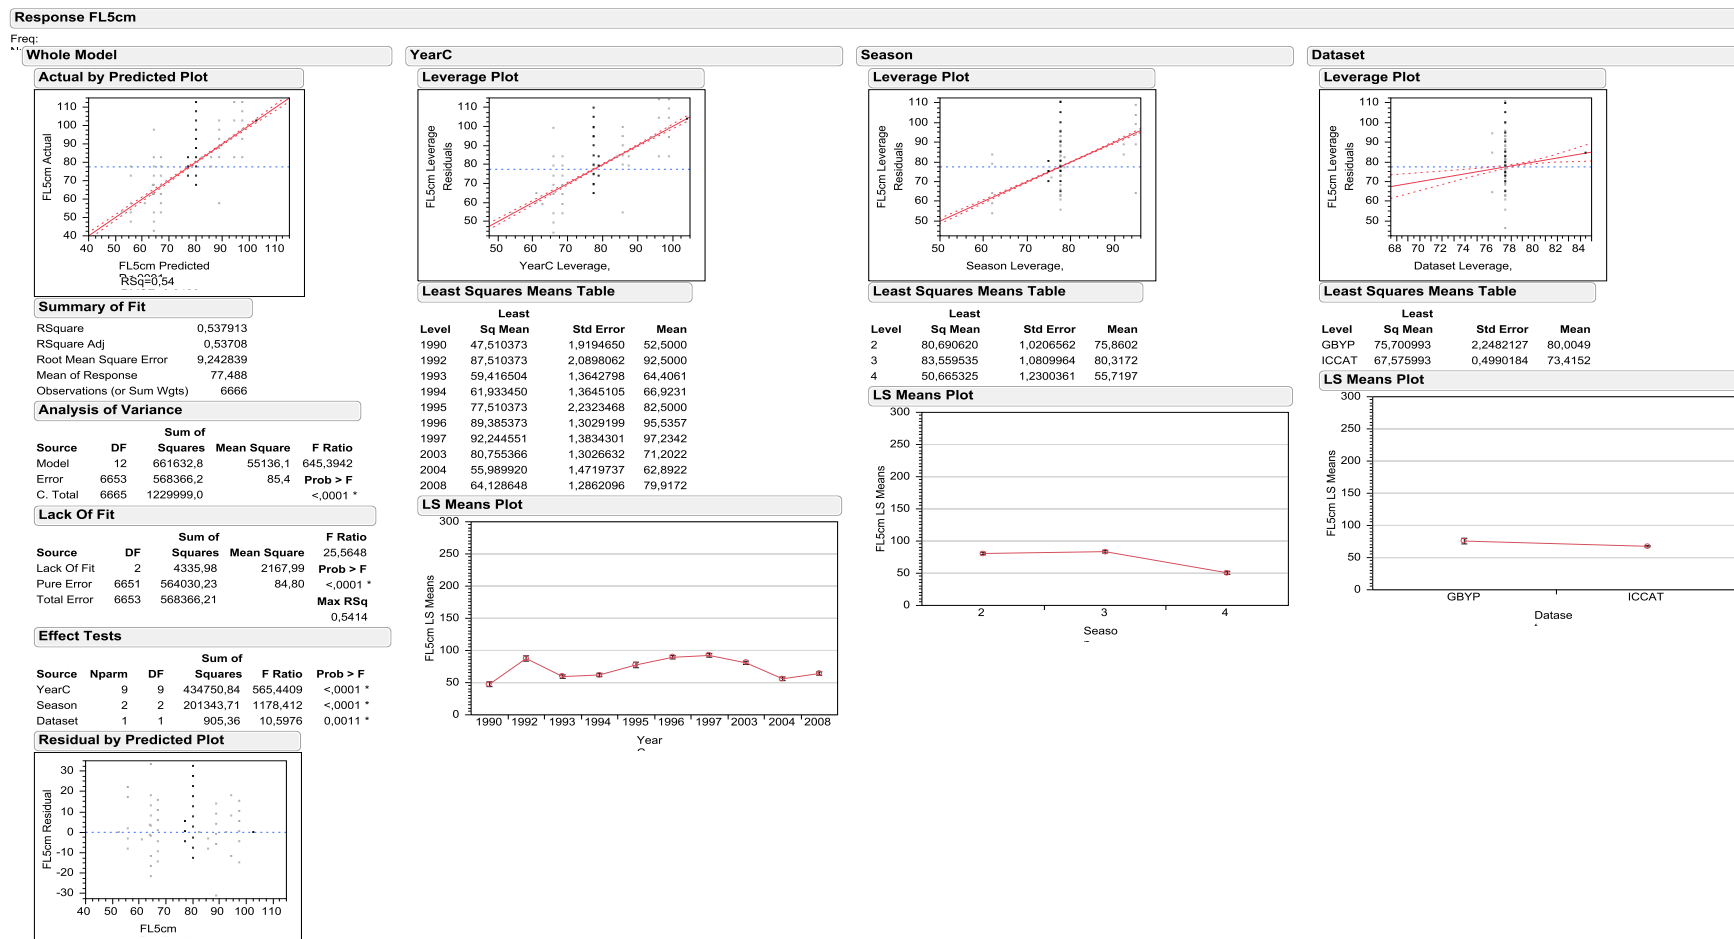 Response FL5cm
Freq:
Whole Model
Actual by Predicted Plot
FL5cm Actual
110
100
90
80
70
60
50
40
40 50 60 70 80 90 100 110
FL5cm Predicted
RSq=0,54
Summary of Fit
RSquare 0,537913
RSquare Adj 0,53708
Root Mean Square Error 9,242839
Mean of Response 77,488
Observations (or Sum Wgts) 6666
Analysis of Variance
Sum of
Source DF Squares Mean Square F Ratio
Model 12 661632,8 55136,1 645,3942
Error 6653 568366,2 85,4 Prob > F
C. Total 6665 1229999,0 <,0001 *
Lack Of Fit
Sum of F Ratio
Source DF Squares Mean Square 25,5648
Lack Of Fit 2 4335,98 2167,99 Prob > F
Pure Error 6651 564030,23 84,80 <,0001 *
Total Error 6653 568366,21 Max RSq
0,5414
Effect Tests
Sum of
Source Nparm DF Squares F Ratio Prob > F
YearC 9 9 434750,84 565,4409 <,0001 *
Season 2 2 201343,71 1178,412 <,0001 *
Dataset 1 1 905,36 10,5976 0,0011 *
Residual by Predicted Plot
FL5cm Residual
30
20
10
0
-10
-20
-30
40 50 60 70 80 90 100 110
FL5cm
YearC
Leverage Plot
FL5cm Leverage
Residuals
110
100
90
80
70
60
50
50 60 70 80 90 100
YearC Leverage,
Least Squares Means Table
Least
Level Sq Mean Std Error Mean
1990 47,510373 1,9194650 52,5000
1992 87,510373 2,0898062 92,5000
1993 59,416504 1,3642798 64,4061
1994 61,933450 1,3645105 66,9231
1995 77,510373 2,2323468 82,5000
1996 89,385373 1,3029199 95,5357
1997 92,244551 1,3834301 97,2342
2003 80,755366 1,3026632 71,2022
2004 55,989920 1,4719737 62,8922
2008 64,128648 1,2862096 79,9172
LS Means Plot
FL5cm LS Means
300
250
200
150
100
50
0
1990 1992 1993 1994 1995 1996 1997 2003 2004 2008
Year
Season
Leverage Plot
FL5cm Leverage
Residuals
110
100
90
80
70
60
50
50 60 70 80 90
Season Leverage,
Least Squares Means Table
Least
Level Sq Mean Std Error Mean
2 80,690620 1,0206562 75,8602
3 83,559535 1,0809964 80,3172
4 50,665325 1,2300361 55,7197
LS Means Plot
FL5cm LS Means
300
250
200
150
100
50
0
2 3 4
Seaso
Dataset
Leverage Plot
FL5cm Leverage
Residuals
110
100
90
80
70
60
50
68 70 72 74 76 78 80 82 84
Dataset Leverage,
Least Squares Means Table
Least
Level Sq Mean Std Error Mean
GBYP 75,700993 2,2482127 80,0049
ICCAT 67,575993 0,4990184 73,4152
LS Means Plot
FL5cm LS Means
300
250
200
150
100
50
0
GBYP ICCAT
Datase